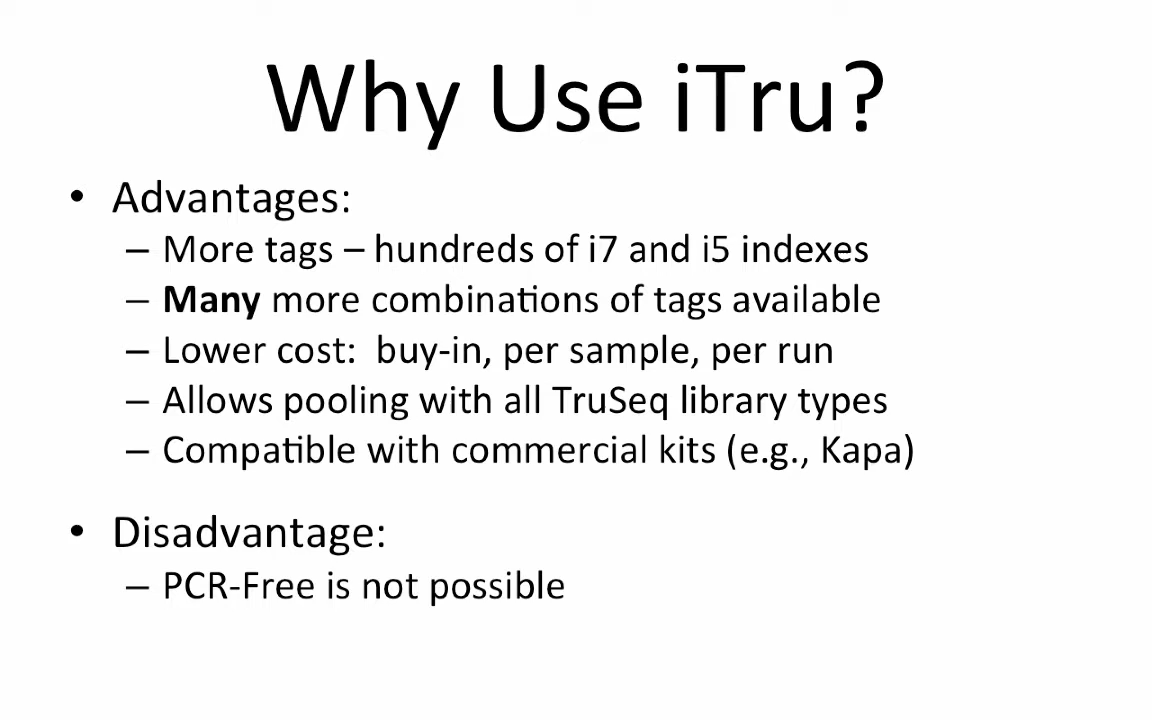 Why Use iTru?
• Advantages:
– More tags – hundreds of i7 and i5 indexes
– Many more combinations of tags available
– Lower cost:  buy-in, per sample, per run
– Allows pooling with all TruSeq library types
– Compatible with commercial kits (e.g., Kapa)
• Disadvantage:
– PCR-Free is not possible